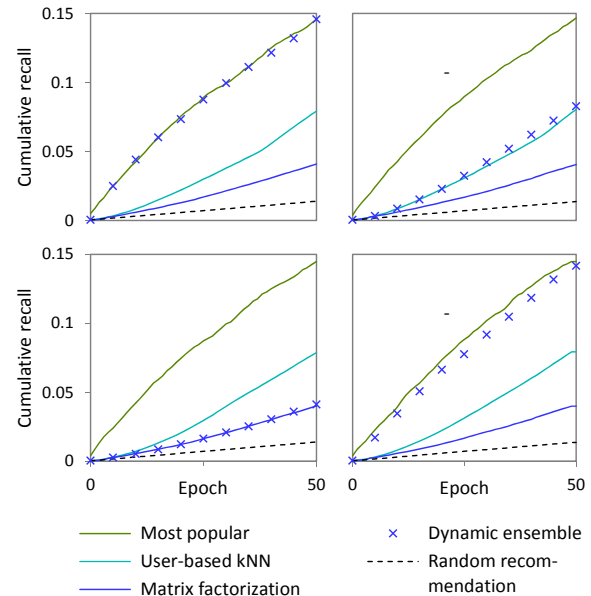 0.15
0.1
0.05
0
Cumulative recall
0.15
0.1
0.05
0
Cumulative recall
0
Epoch
50
0
Epoch
50
Most popular
User-based kNN
Matrix factorization
Dynamic ensemble
Random recom-
mendation